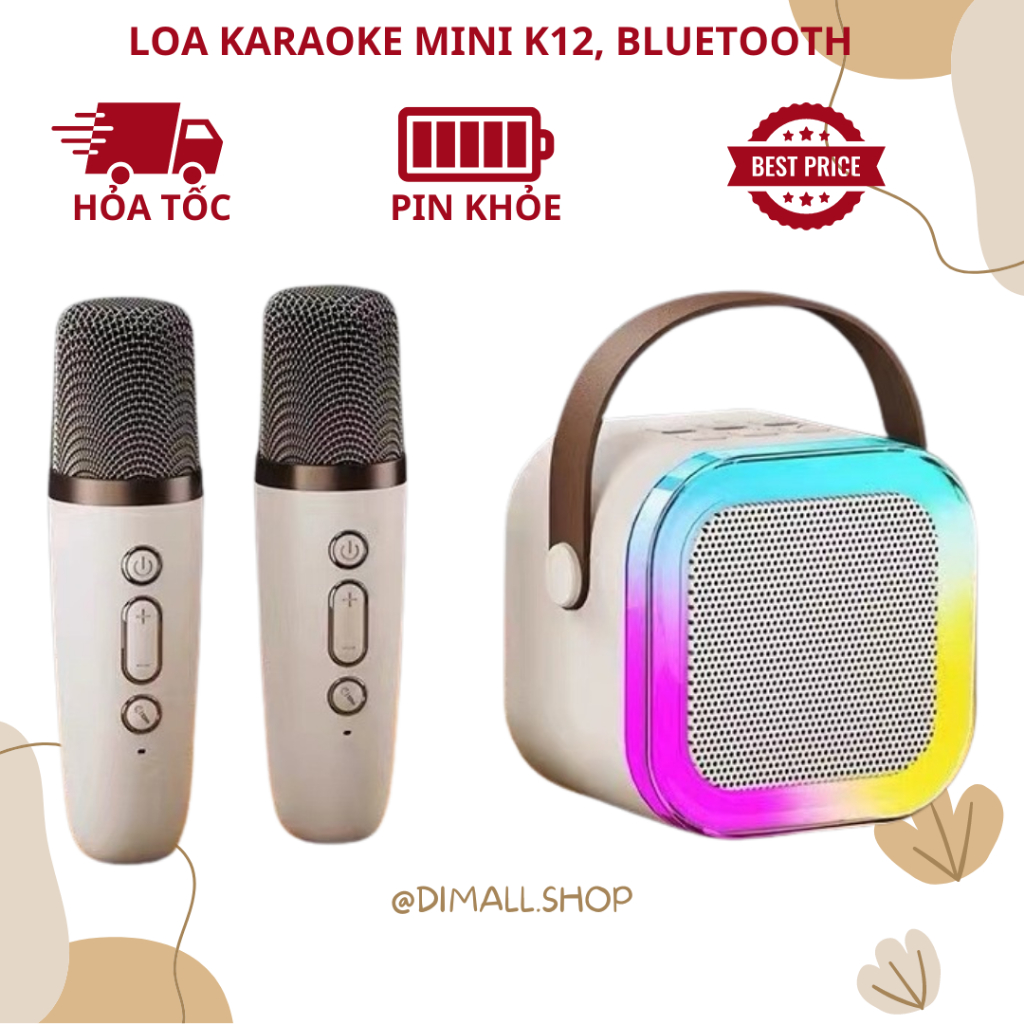 LOA KARAOKE MINI K12, BLUETOOTH
HỎA TỐC
PIN KHỎE
BEST PRICE
@DIMALL.SHOP